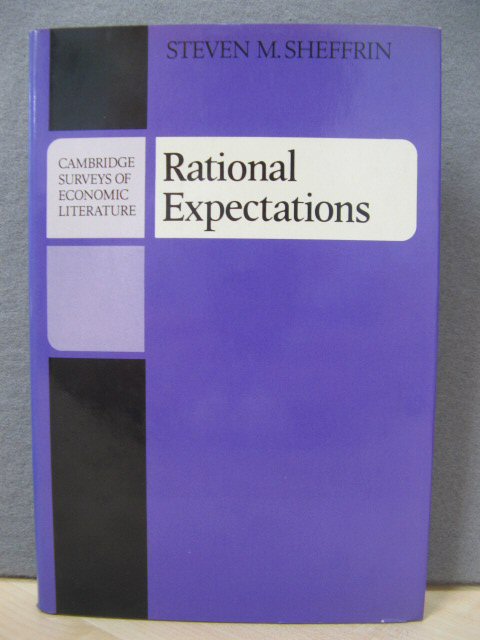 STEVEN M. SHEFFRIN
CAMBRIDGE
SURVEYS OF
ECONOMIC
LITERATURE
Rational
Expectations